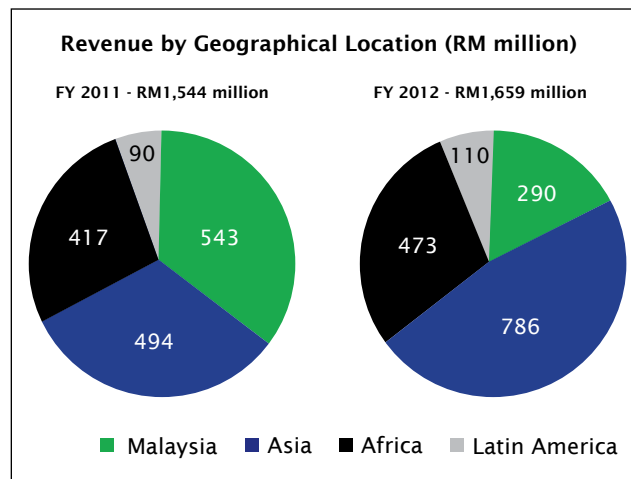 Revenue by Geographical Location (RM million)
FY 2011 - RM1,544 million
FY 2012 - RM1,659 million
90
417
543
494
110
290
473
786
Malaysia Asia Africa Latin America